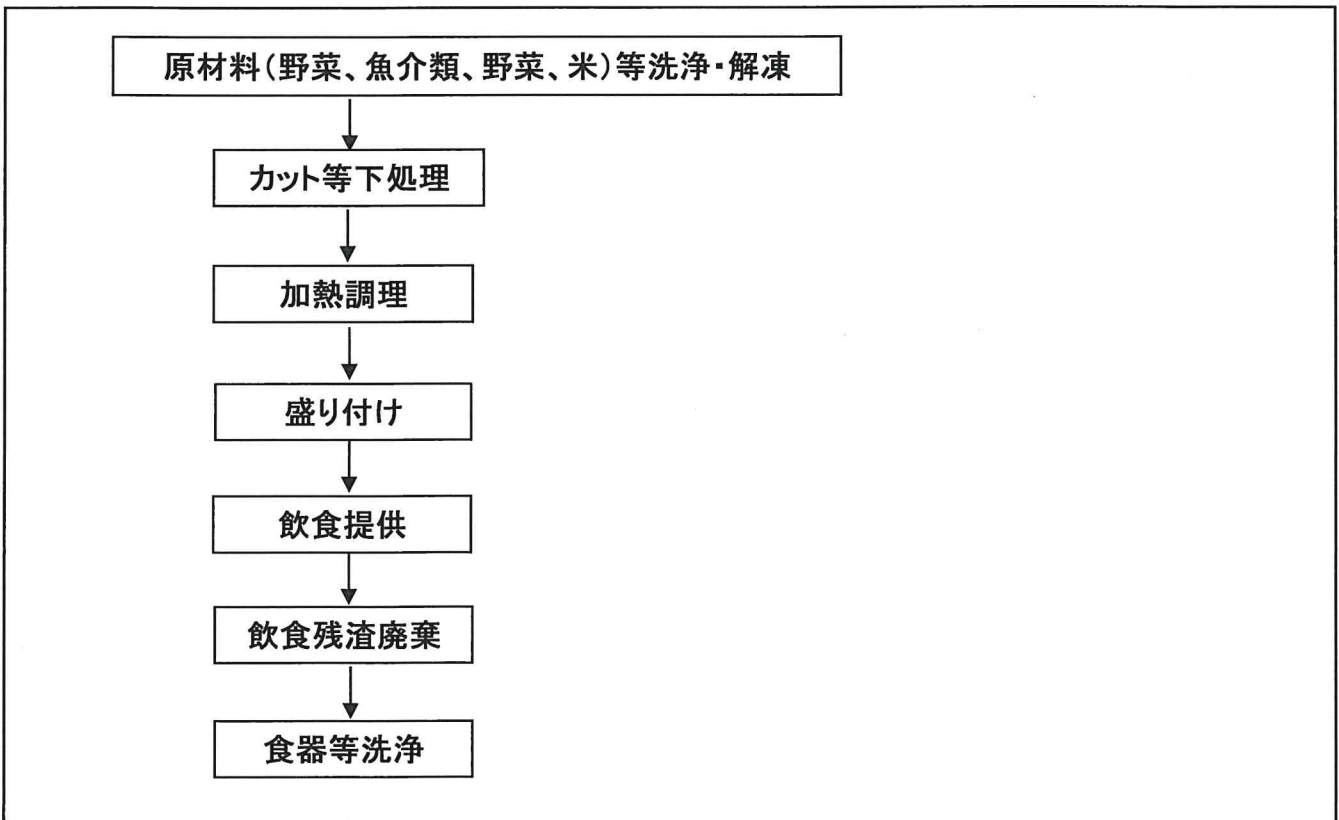 原材料(野菜、魚介類、野菜、米)等洗浄・解凍
カット等下処理
加熱調理
盛り付け
飲食提供
飲食残渣廃棄
食器等洗浄